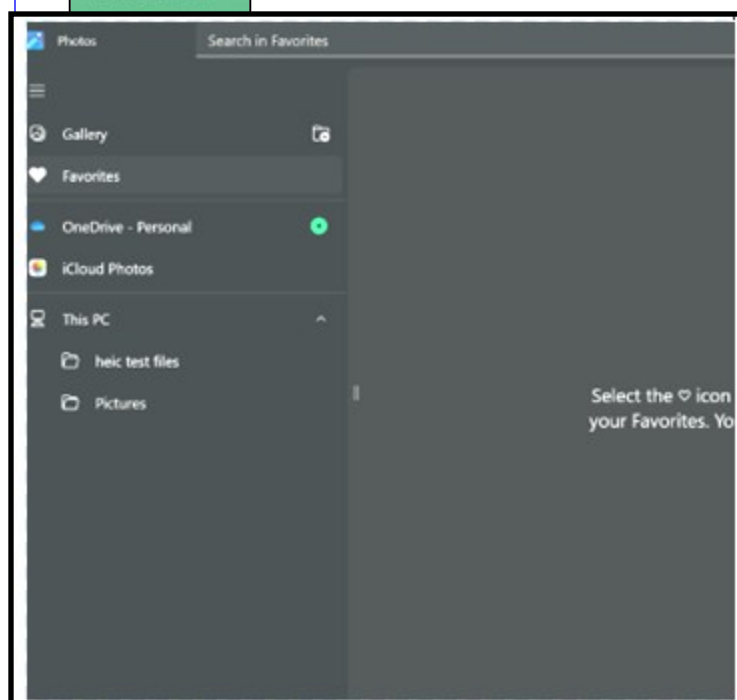 Photos
Search in Favorites
Gallery
Favorites
OneDrive - Personal
iCloud Photos
This PC
heic test files
Pictures
Select the ♡ icon
your Favorites. Yo